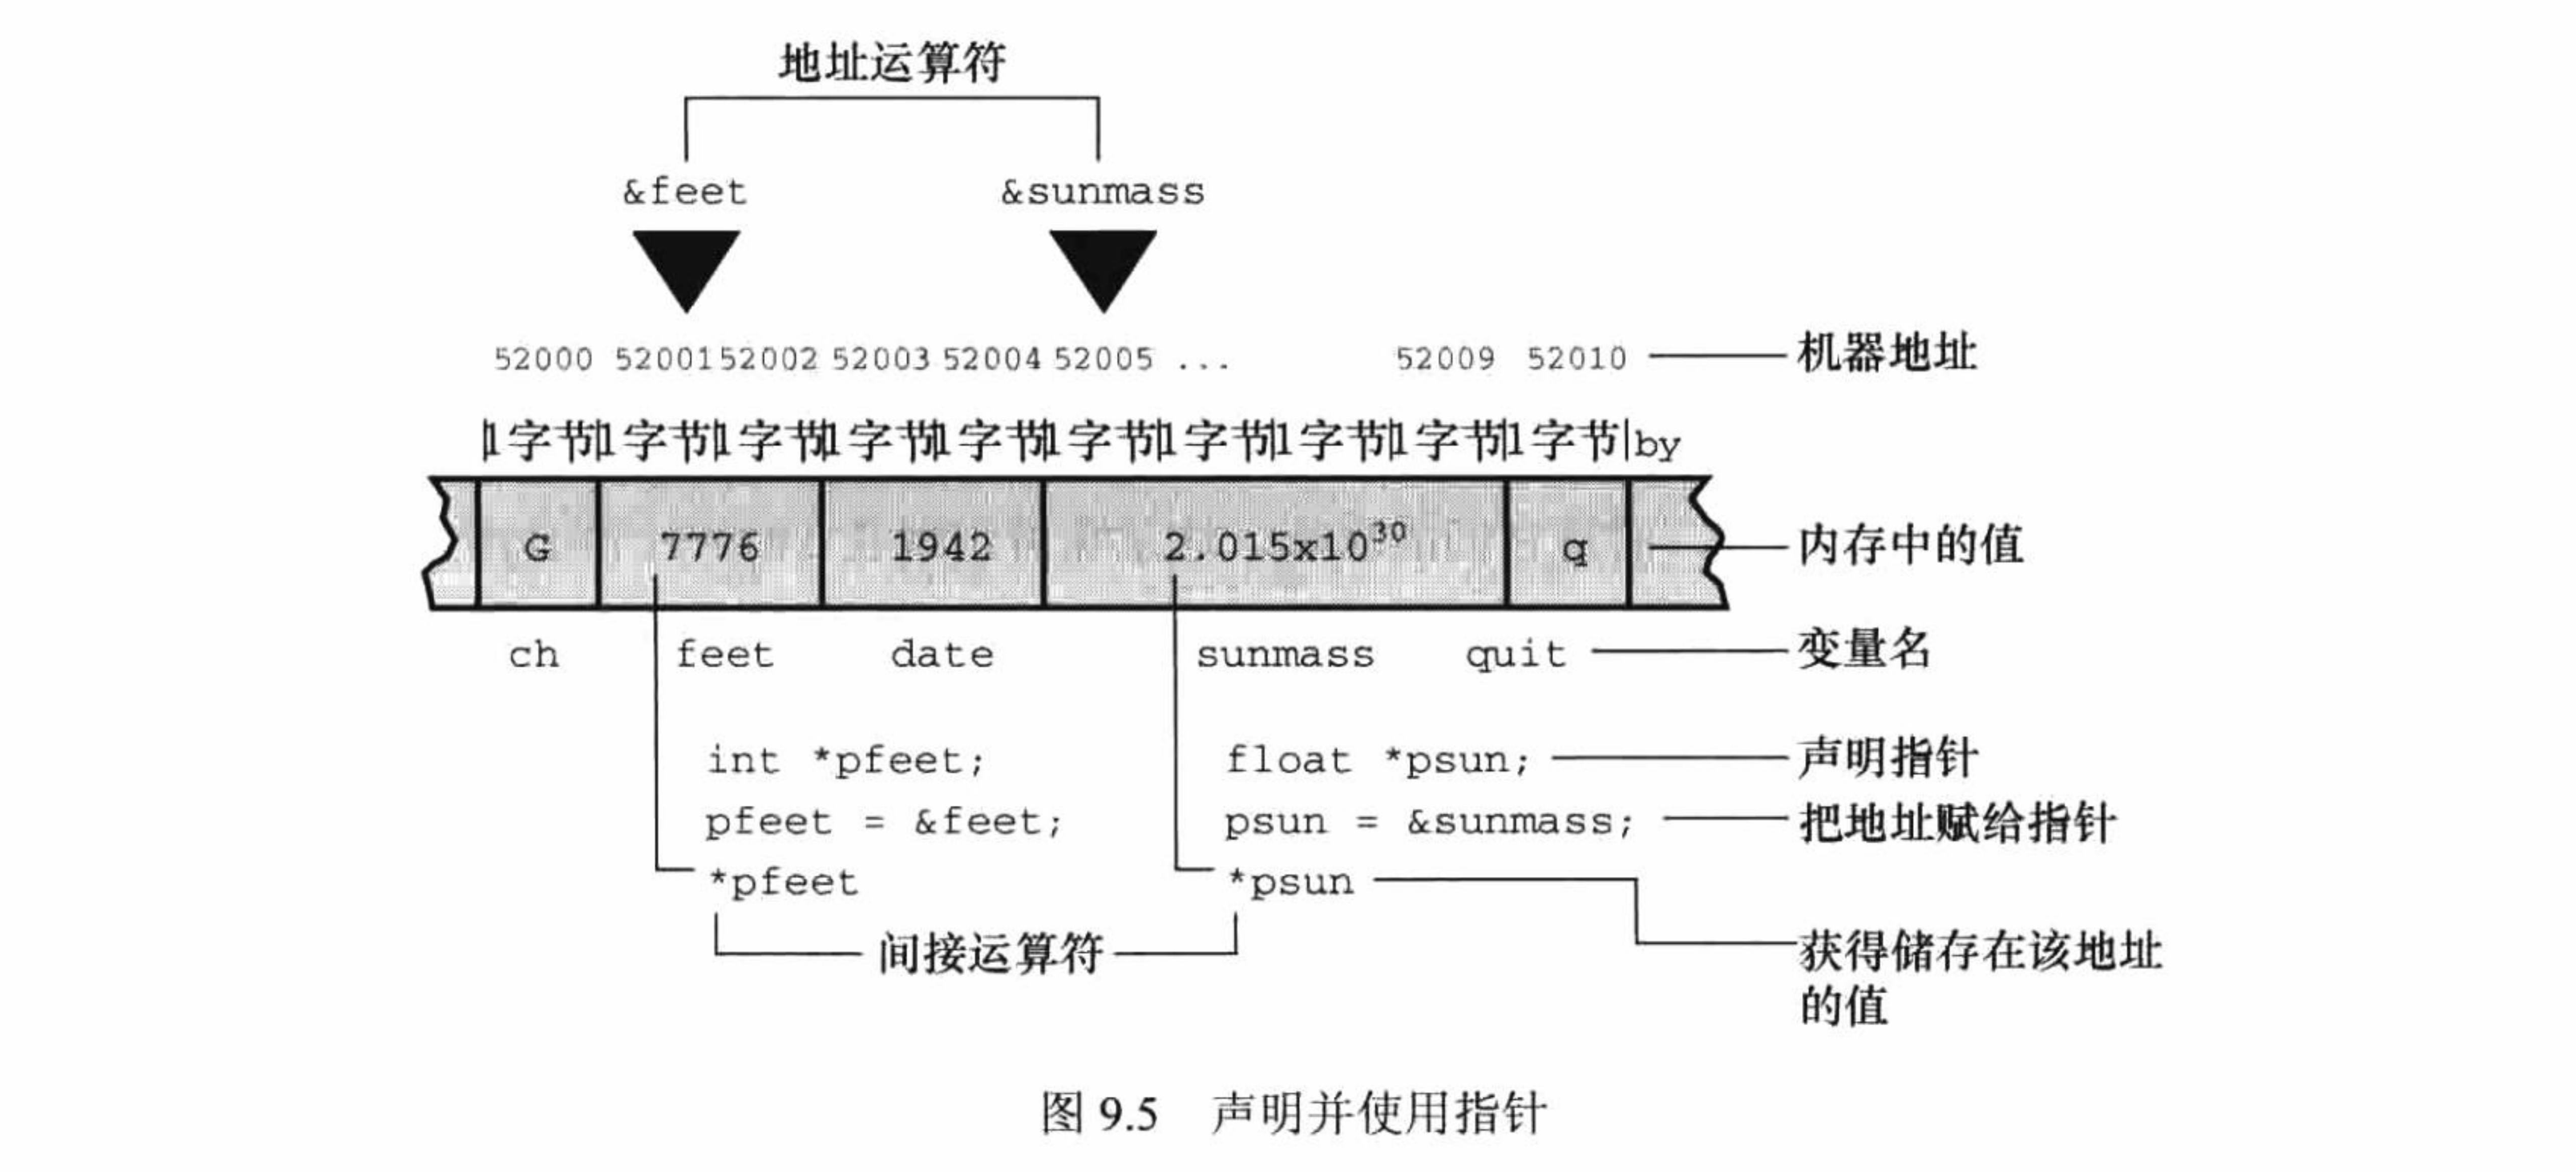 地址运算符
&feet &sunmass
52000 52001 52002 52003 52004 52005 ... 52009 52010 机器地址
1字节 1字节 1字节 1字节 1字节 1字节 1字节 1字节 1字节 1字节 by
G 7776 1942 2.015x10³⁰ q 内存中的值
ch feet date sunmass quit 变量名
int *pfeet; float *psun; 声明指针
pfeet = &feet; psun = &sunmass; 把地址赋给指针
*pfeet *psun
间接运算符 获得储存在该地址
的值
图 9.5 声明并使用指针